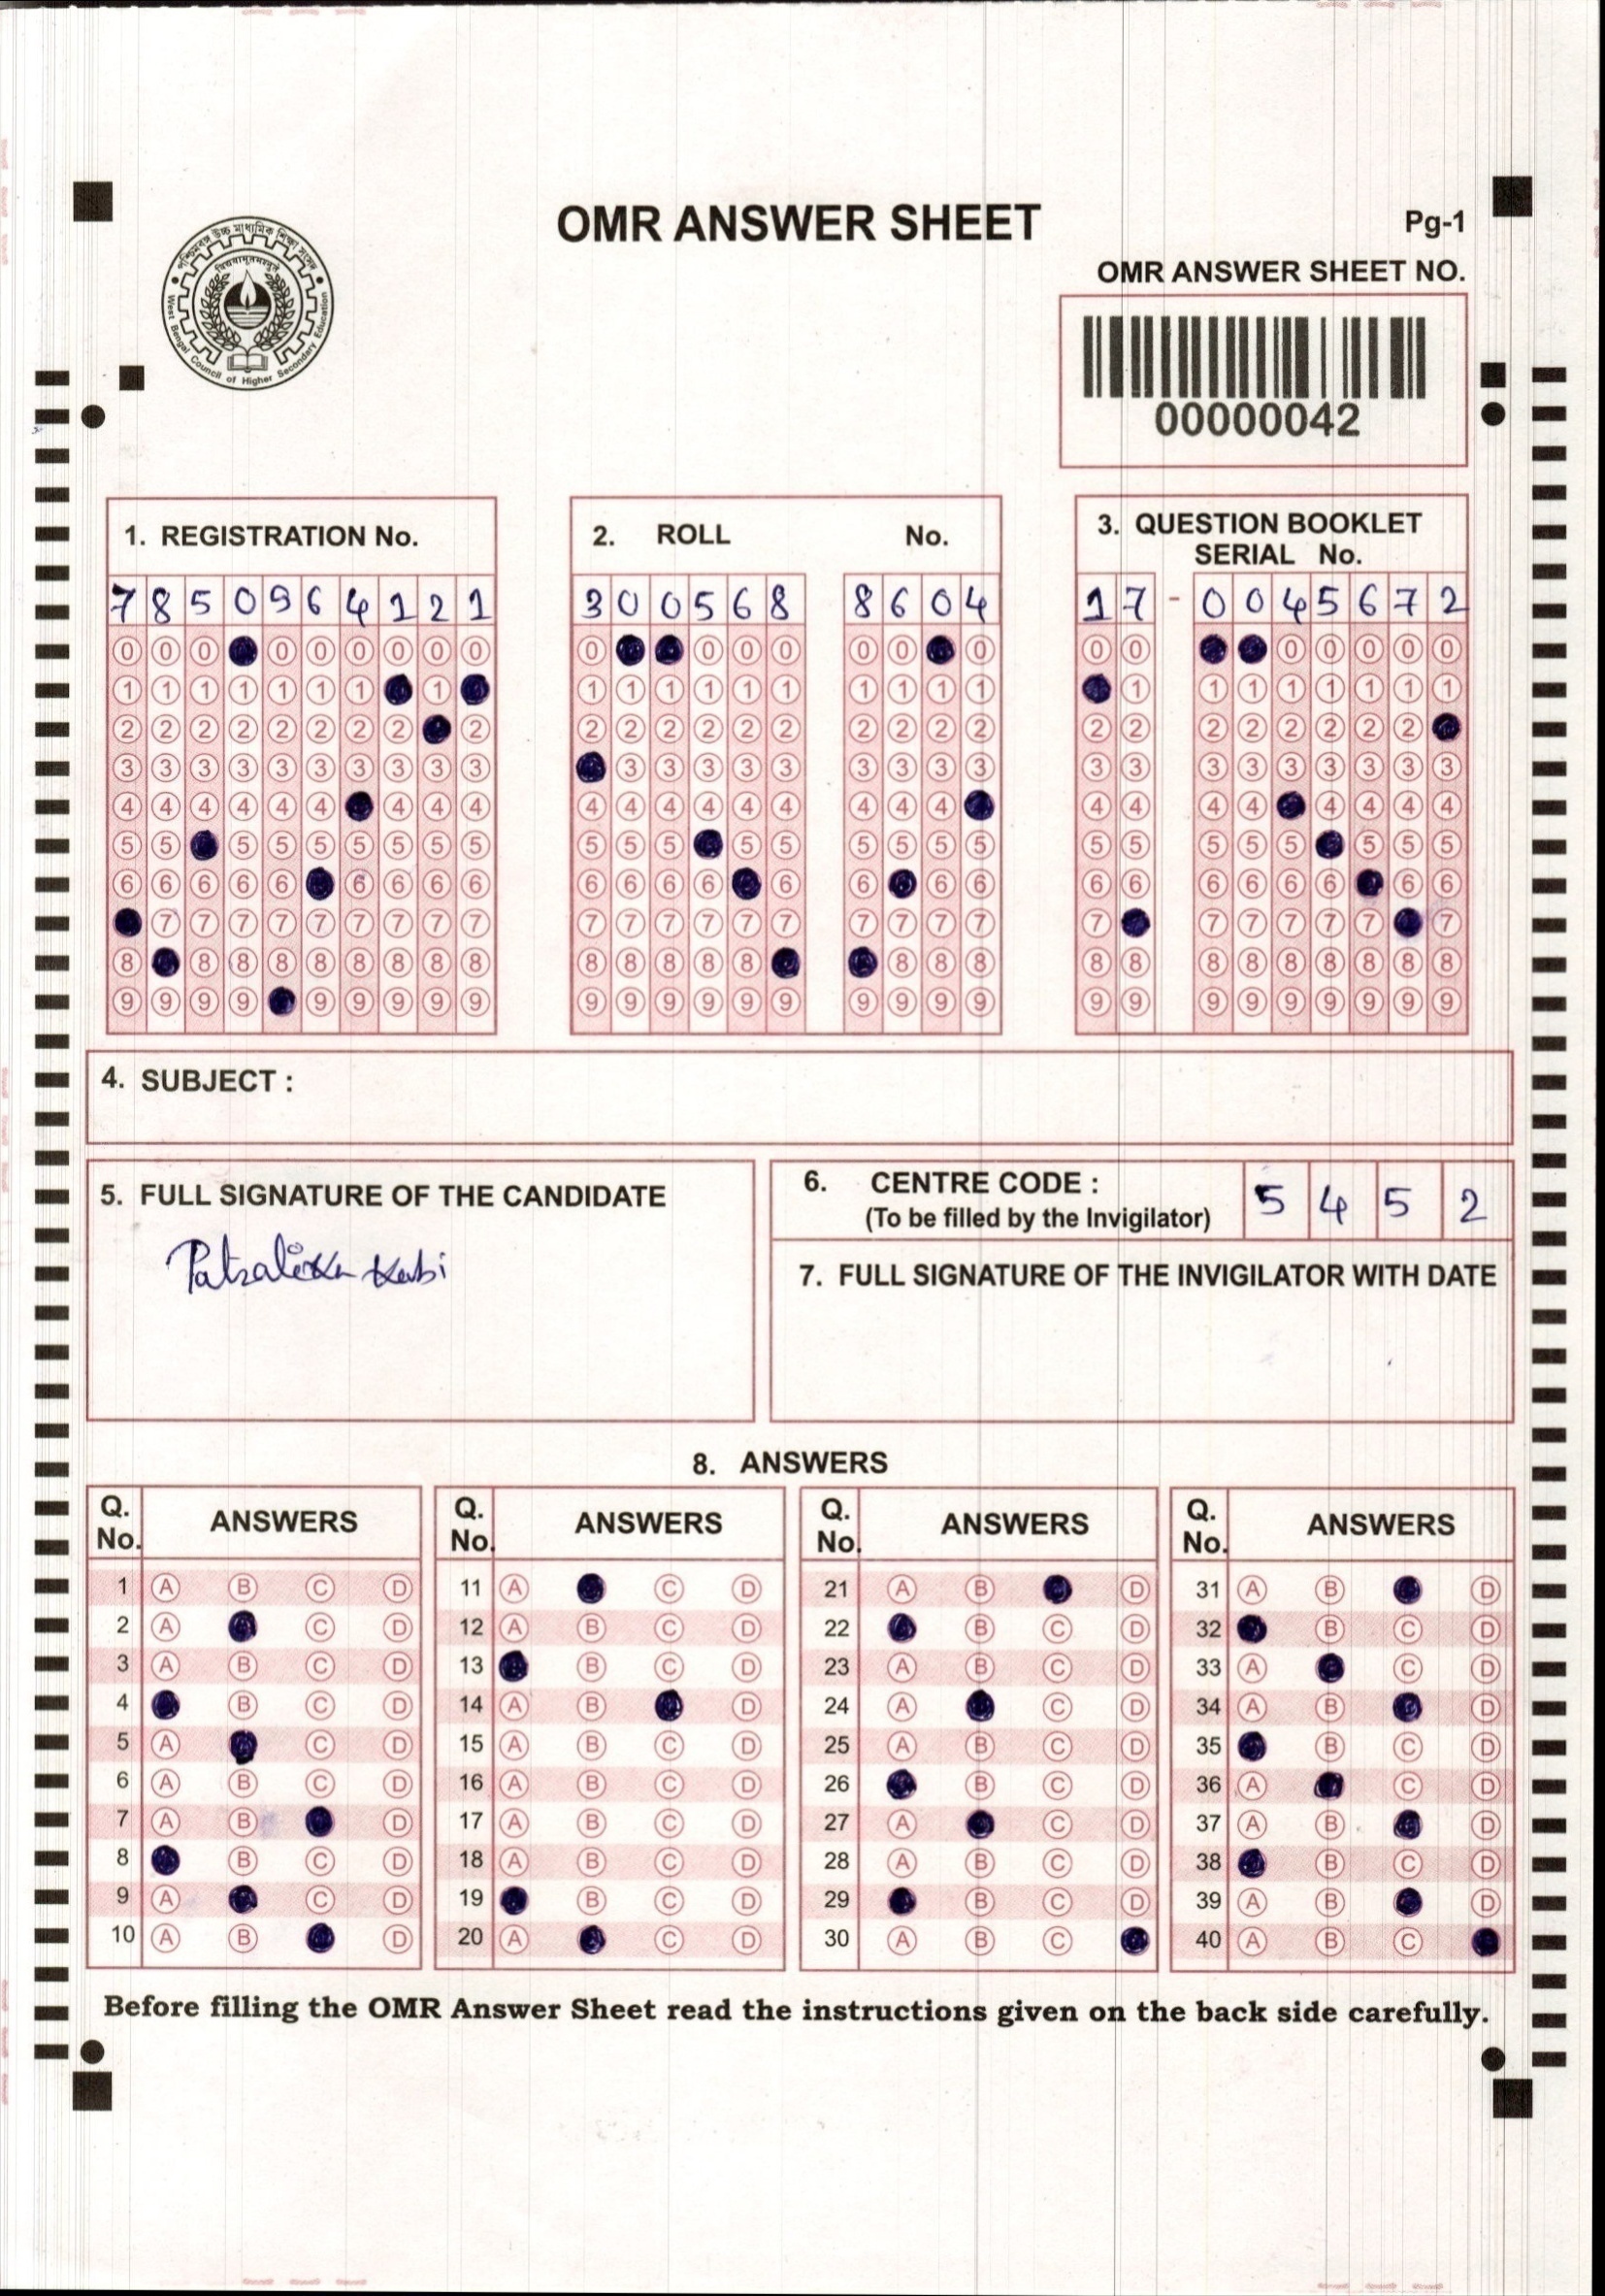 OMR ANSWER SHEET
Pg-1
পশ্চিমবঙ্গ উচ্চ মাধ্যমিক শিক্ষা সংসদ
West Bengal Council of Higher Secondary Education
OMR ANSWER SHEET NO.
00000042
1. REGISTRATION No.
7 8 5 0 9 6 4 1 2 1
2. ROLL No.
3 0 0 5 6 8 8 6 0 4
3. QUESTION BOOKLET
SERIAL No.
1 7 - 0 0 4 5 6 7 2
4. SUBJECT :
5. FULL SIGNATURE OF THE CANDIDATE
6. CENTRE CODE :
(To be filled by the Invigilator)
5 4 5 2
7. FULL SIGNATURE OF THE INVIGILATOR WITH DATE
8. ANSWERS
Q. No. ANSWERS Q. No. ANSWERS Q. No. ANSWERS Q. No. ANSWERS
1 A B C D 11 A C D 21 A B D 31 A B D
2 A C D 12 A B C D 22 B C D 32 B C D
3 A B C D 13 B C D 23 A B C D 33 A C D
4 B C D 14 A B D 24 A C D 34 A B D
5 A C D 15 A B C D 25 A B C D 35 B C D
6 A B C D 16 A B C D 26 B C D 36 A C D
7 A B D 17 A B C D 27 A C D 37 A B D
8 B C D 18 A B C D 28 A B C D 38 B C D
9 A C D 19 B C D 29 B C D 39 A B D
10 A B D 20 A C D 30 A B C 40 A B C
Before filling the OMR Answer Sheet read the instructions given on the back side carefully.